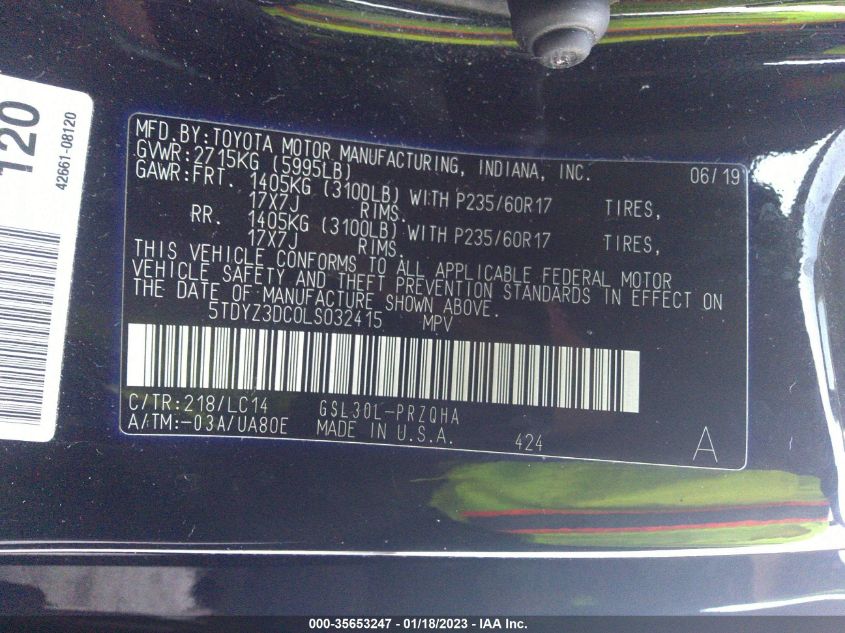 120
42661-08120
MFD.BY:TOYOTA MOTOR MANUFACTURING, INDIANA, INC. 06/19
GVWR:2715KG (5995LB)
GAWR:FRT. 1405KG (3100LB) WITH P235/60R17 TIRES,
17X7J RIMS.
RR. 1405KG (3100LB) WITH P235/60R17 TIRES,
17X7J RIMS.
THIS VEHICLE CONFORMS TO ALL APPLICABLE FEDERAL MOTOR
VEHICLE SAFETY AND THEFT PREVENTION STANDARDS IN EFFECT ON
THE DATE OF MANUFACTURE SHOWN ABOVE.
5TDYZ3DC0LS032415 MPV
C/TR:218/LC14 GSL30L-PRZQHA
A/TM:-03A/UA80E MADE IN U.S.A. 424 A
000-35653247 - 01/18/2023 - IAA Inc.